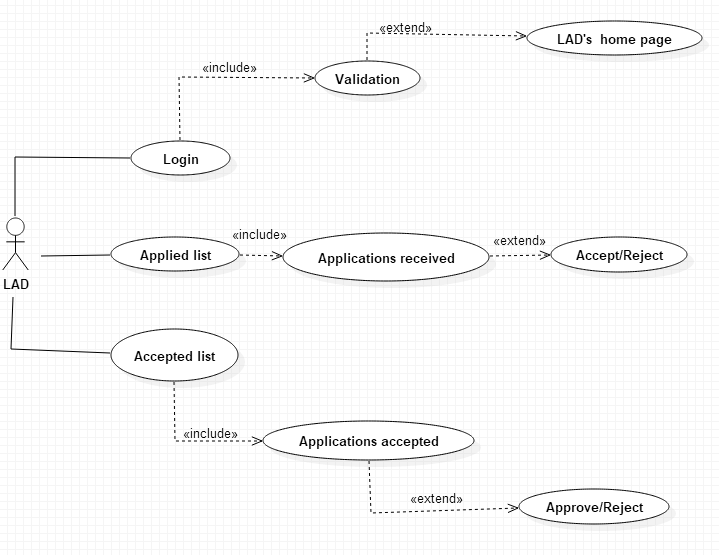 «extend»
LAD's home page
«include»
Validation
Login
«include»
«extend»
Applied list
Applications received
Accept/Reject
LAD
Accepted list
«include»
Applications accepted
«extend»
Approve/Reject